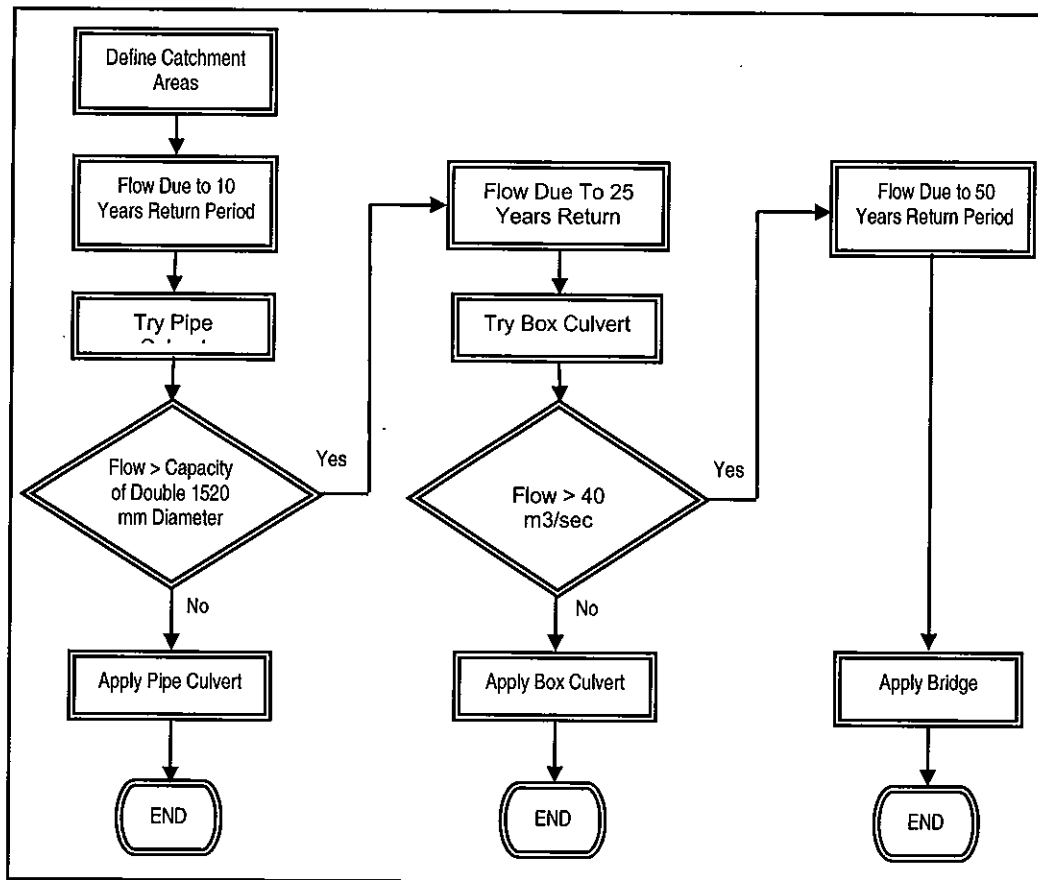 Define Catchment
Areas
Flow Due to 10
Years Return Period
Try Pipe
Flow > Capacity
of Double 1520
mm Diameter
Yes
No
Apply Pipe Culvert
END
Flow Due To 25
Years Return
Try Box Culvert
Flow > 40
m3/sec
Yes
No
Apply Box Culvert
END
Flow Due to 50
Years Return Period
Apply Bridge
END